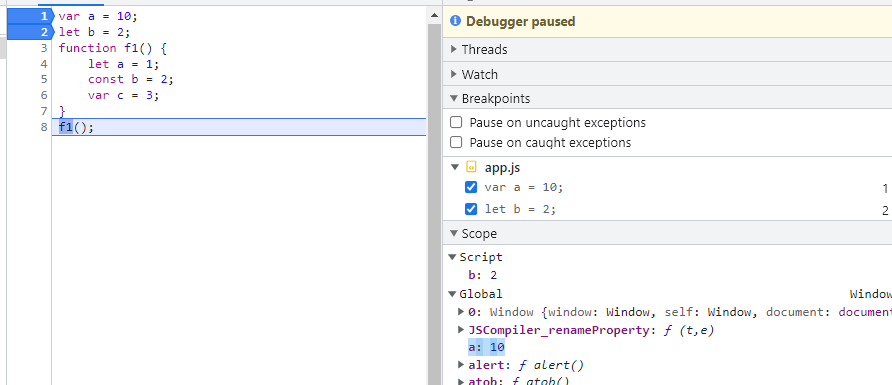 1 var a = 10;
2 let b = 2;
3 function f1() {
4 let a = 1;
5 const b = 2;
6 var c = 3;
7 }
8 f1();
Debugger paused
Threads
Watch
Breakpoints
Pause on uncaught exceptions
Pause on caught exceptions
app.js
var a = 10; 1
let b = 2; 2
Scope
Script
b: 2
Global Window
0: Window {window: Window, self: Window, document: document
JSCompiler_renameProperty: ƒ (t,e)
a: 10
alert: ƒ alert()
atob: ƒ atob()